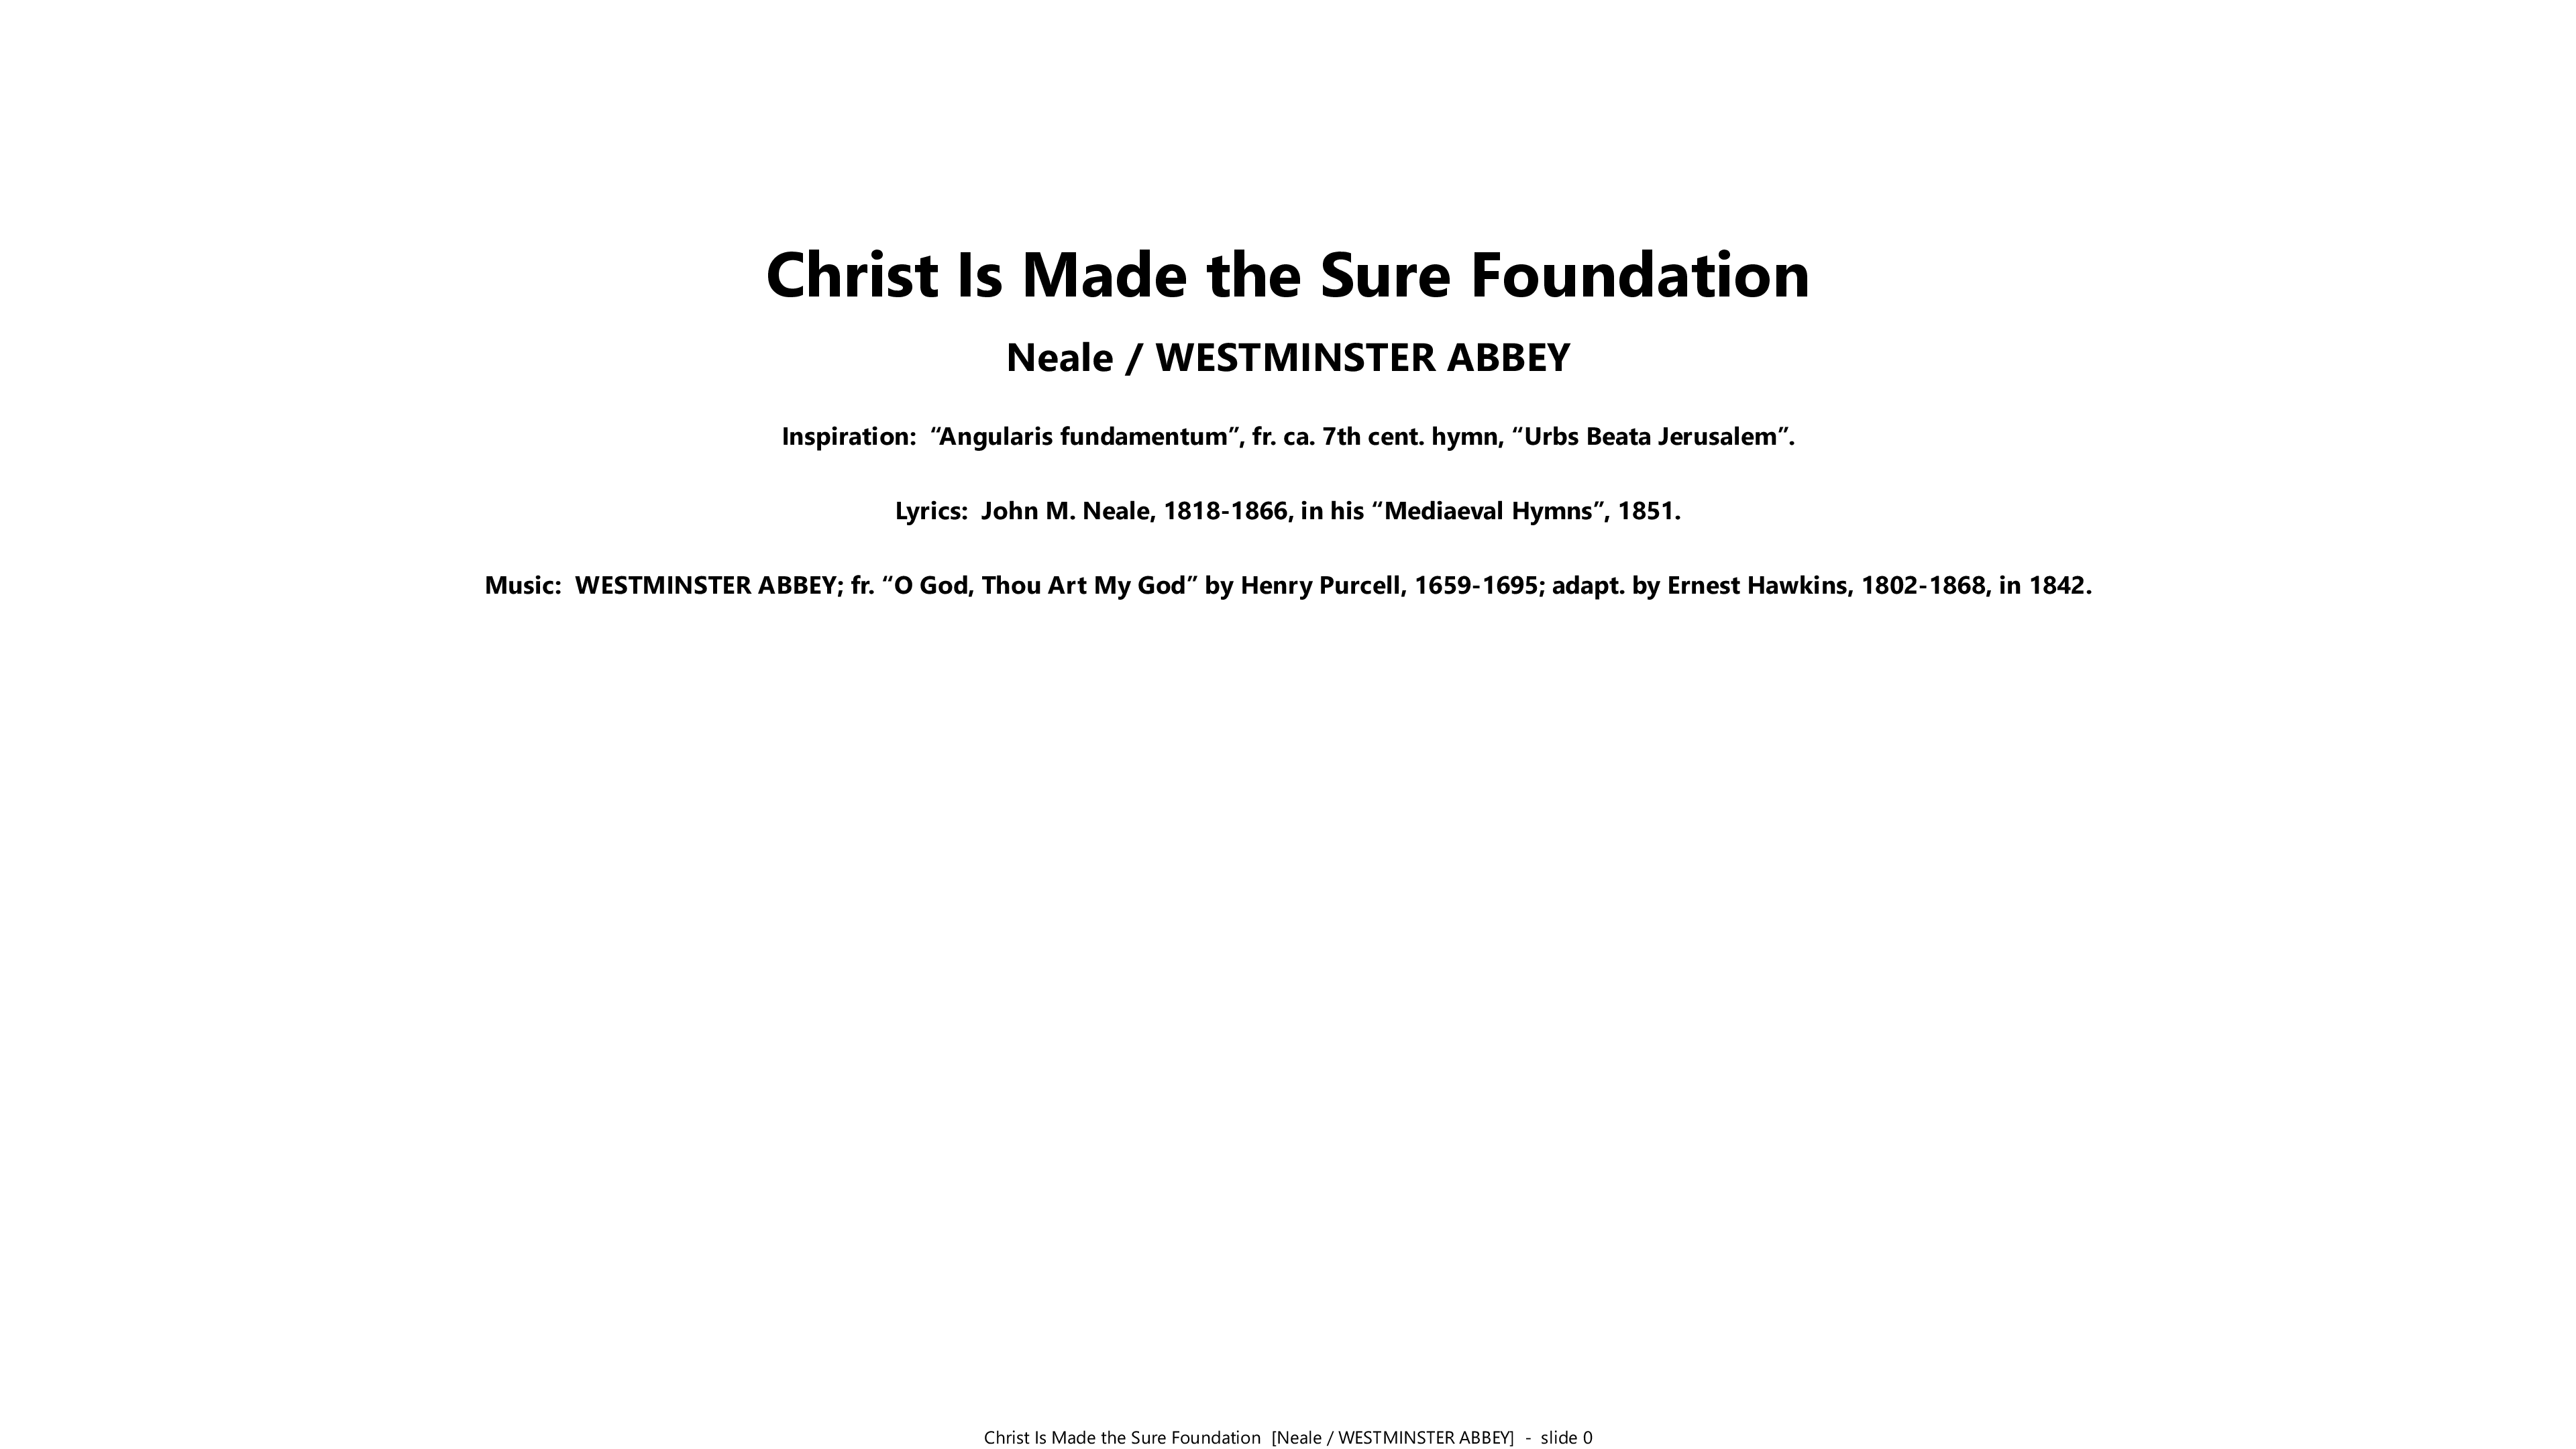 Christ Is Made the Sure Foundation
Neale / WESTMINSTER ABBEY
Inspiration:  “Angularis fundamentum”, fr. ca. 7th cent. hymn, “Urbs Beata Jerusalem”.
Lyrics:  John M. Neale, 1818-1866, in his “Mediaeval Hymns”, 1851.
Music:  WESTMINSTER ABBEY; fr. “O God, Thou Art My God” by Henry Purcell, 1659-1695; adapt. by Ernest Hawkins, 1802-1868, in 1842.
Christ Is Made the Sure Foundation  [Neale / WESTMINSTER ABBEY]  -  slide 0